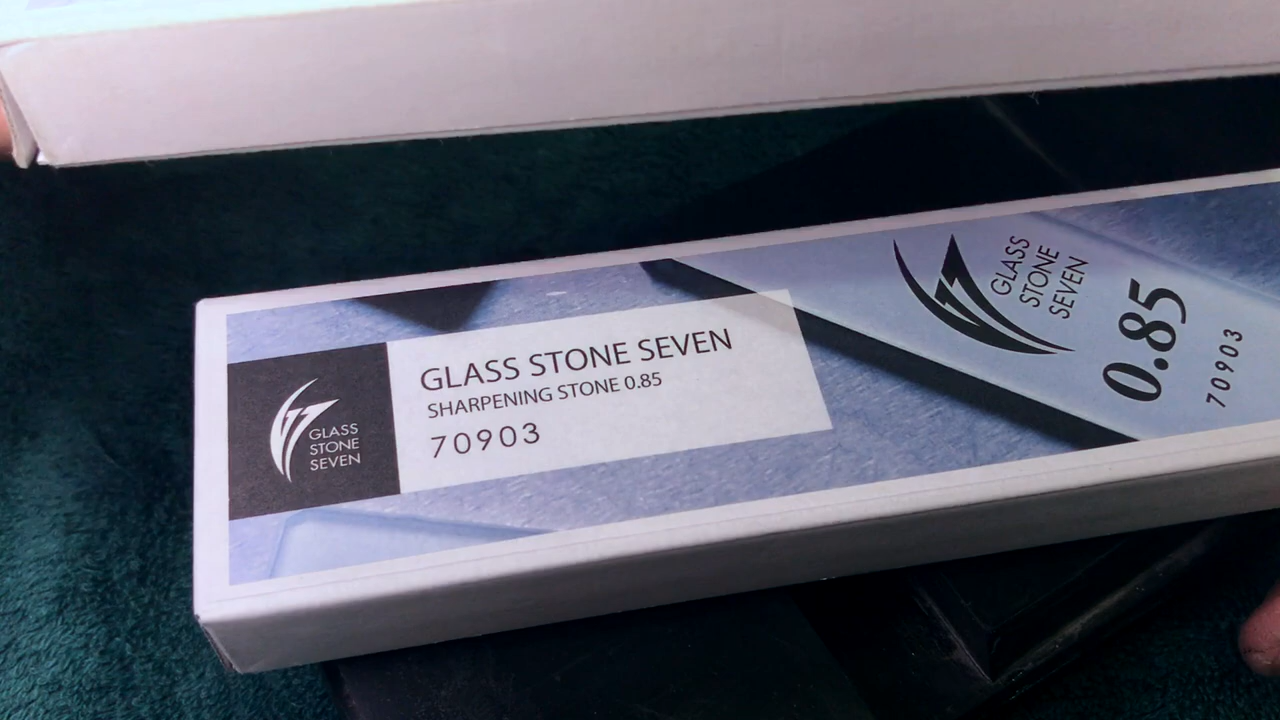 GLASS STONE SEVEN
SHARPENING STONE 0.85
70903
GLASS
STONE
SEVEN
GLASS
STONE
SEVEN
0.85
70903